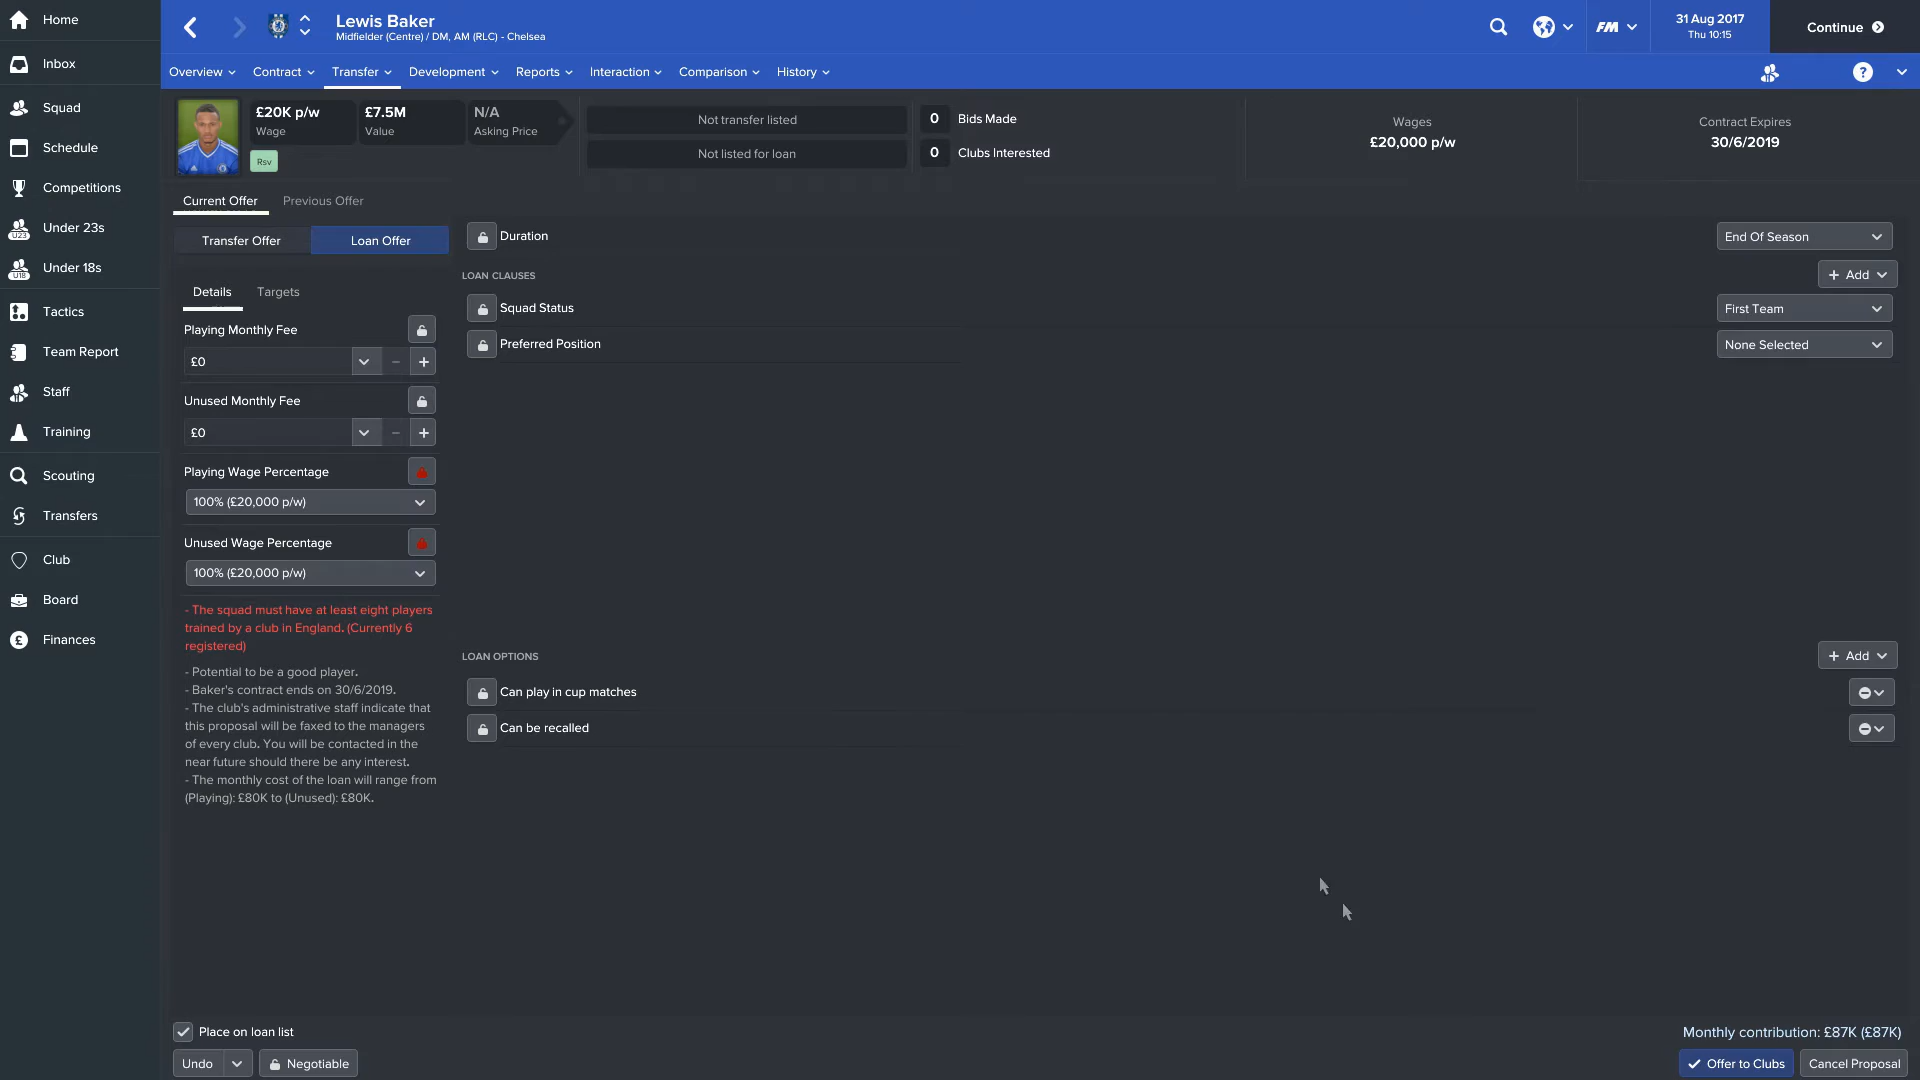 Home
Inbox
Squad
Schedule
Competitions
U23
Under 23s
U18
Under 18s
Tactics
Team Report
Staff
Training
Scouting
Transfers
Club
Board
£
Finances
Lewis Baker
Midfielder (Centre) / DM, AM (RLC) - Chelsea
FM
31 Aug 2017
Thu 10:15
Continue
Overview
Contract
Transfer
Development
Reports
Interaction
Comparison
History
?
£20K p/w
Wage
£7.5M
Value
N/A
Asking Price
Rsv
Not transfer listed
Not listed for loan
0 Bids Made
0 Clubs Interested
Wages
£20,000 p/w
Contract Expires
30/6/2019
Current Offer
Previous Offer
Transfer Offer
Loan Offer
Details
Targets
Playing Monthly Fee
£0
Unused Monthly Fee
£0
Playing Wage Percentage
100% (£20,000 p/w)
Unused Wage Percentage
100% (£20,000 p/w)
- The squad must have at least eight players
trained by a club in England. (Currently 6
registered)
- Potential to be a good player.
- Baker's contract ends on 30/6/2019.
- The club's administrative staff indicate that
this proposal will be faxed to the managers
of every club. You will be contacted in the
near future should there be any interest.
- The monthly cost of the loan will range from
(Playing): £80K to (Unused): £80K.
Duration
End Of Season
LOAN CLAUSES
+ Add
Squad Status
First Team
Preferred Position
None Selected
LOAN OPTIONS
+ Add
Can play in cup matches
Can be recalled
Place on loan list
Undo
Negotiable
Monthly contribution: £87K (£87K)
Offer to Clubs
Cancel Proposal